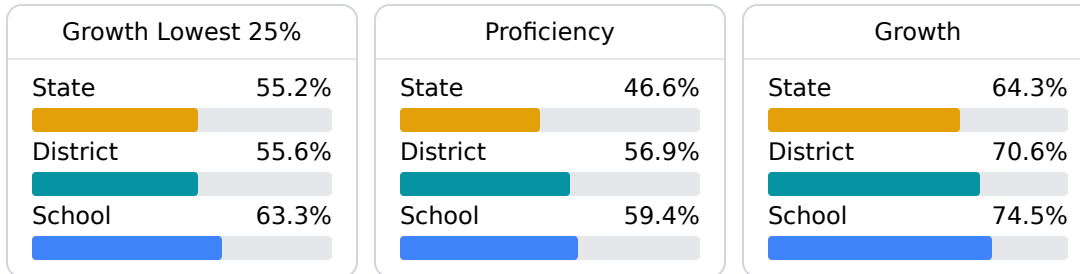 Growth Lowest 25%
State 55.2%
District 55.6%
School 63.3%
Proficiency
State 46.6%
District 56.9%
School 59.4%
Growth
State 64.3%
District 70.6%
School 74.5%